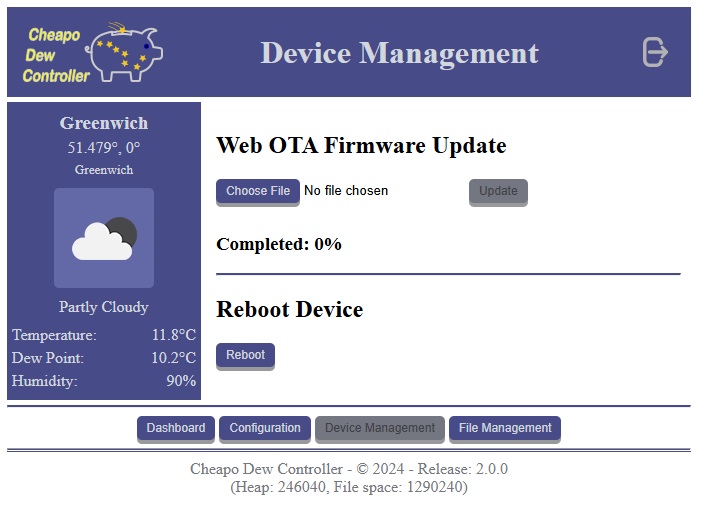 Cheapo
Dew
Controller
Device Management
Greenwich
51.479°, 0°
Greenwich
Partly Cloudy
Temperature: 11.8°C
Dew Point: 10.2°C
Humidity: 90%
Web OTA Firmware Update
Choose File No file chosen Update
Completed: 0%
Reboot Device
Reboot
Dashboard Configuration Device Management File Management
Cheapo Dew Controller - © 2024 - Release: 2.0.0
(Heap: 246040, File space: 1290240)